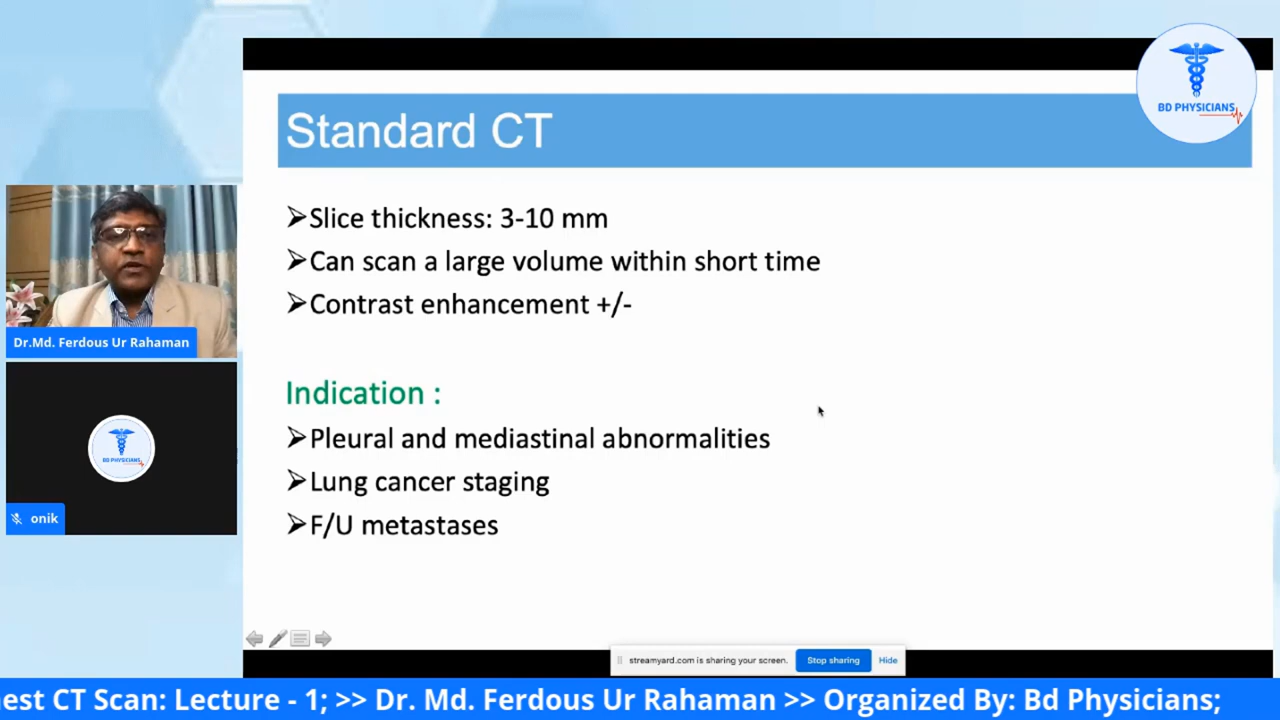 BD PHYSICIANS
Standard CT
➢Slice thickness: 3-10 mm
➢Can scan a large volume within short time
➢Contrast enhancement +/-
Indication :
➢Pleural and mediastinal abnormalities
➢Lung cancer staging
➢F/U metastases
Dr.Md. Ferdous Ur Rahaman
BD PHYSICIANS
onik
streamyard.com is sharing your screen.
Stop sharing
Hide
CT Scan: Lecture - 1; >> Dr. Md. Ferdous Ur Rahaman >> Organized By: Bd Physicians;